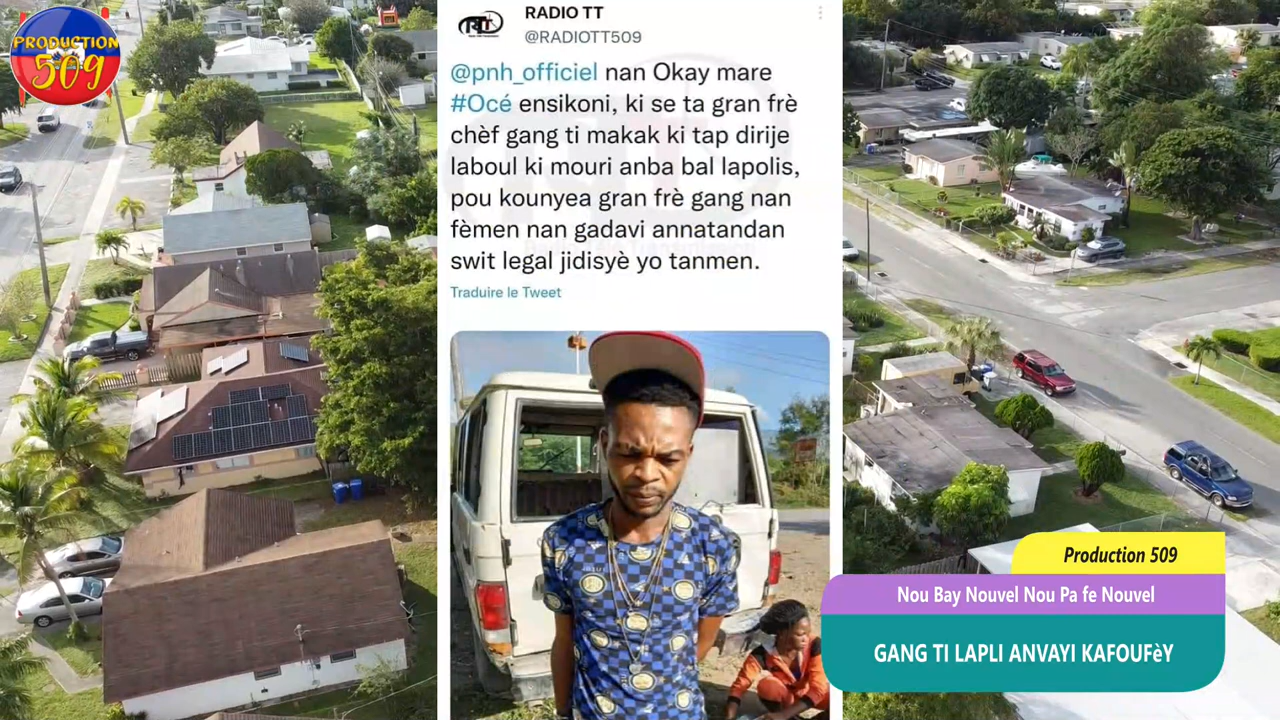 PRODUCTION
509
RADIO TT
@RADIOTT509
@pnh_officiel nan Okay mare
#Océ ensikoni, ki se ta gran frè
chèf gang ti makak ki tap dirije
laboul ki mouri anba bal lapolis,
pou kounyea gran frè gang nan
fèmen nan gadavi annatandan
swit legal jidisyè yo tanmen.
Traduire le Tweet
Production 509
Nou Bay Nouvel Nou Pa fe Nouvel
GANG TI LAPLI ANVAYI KAFOUFèY